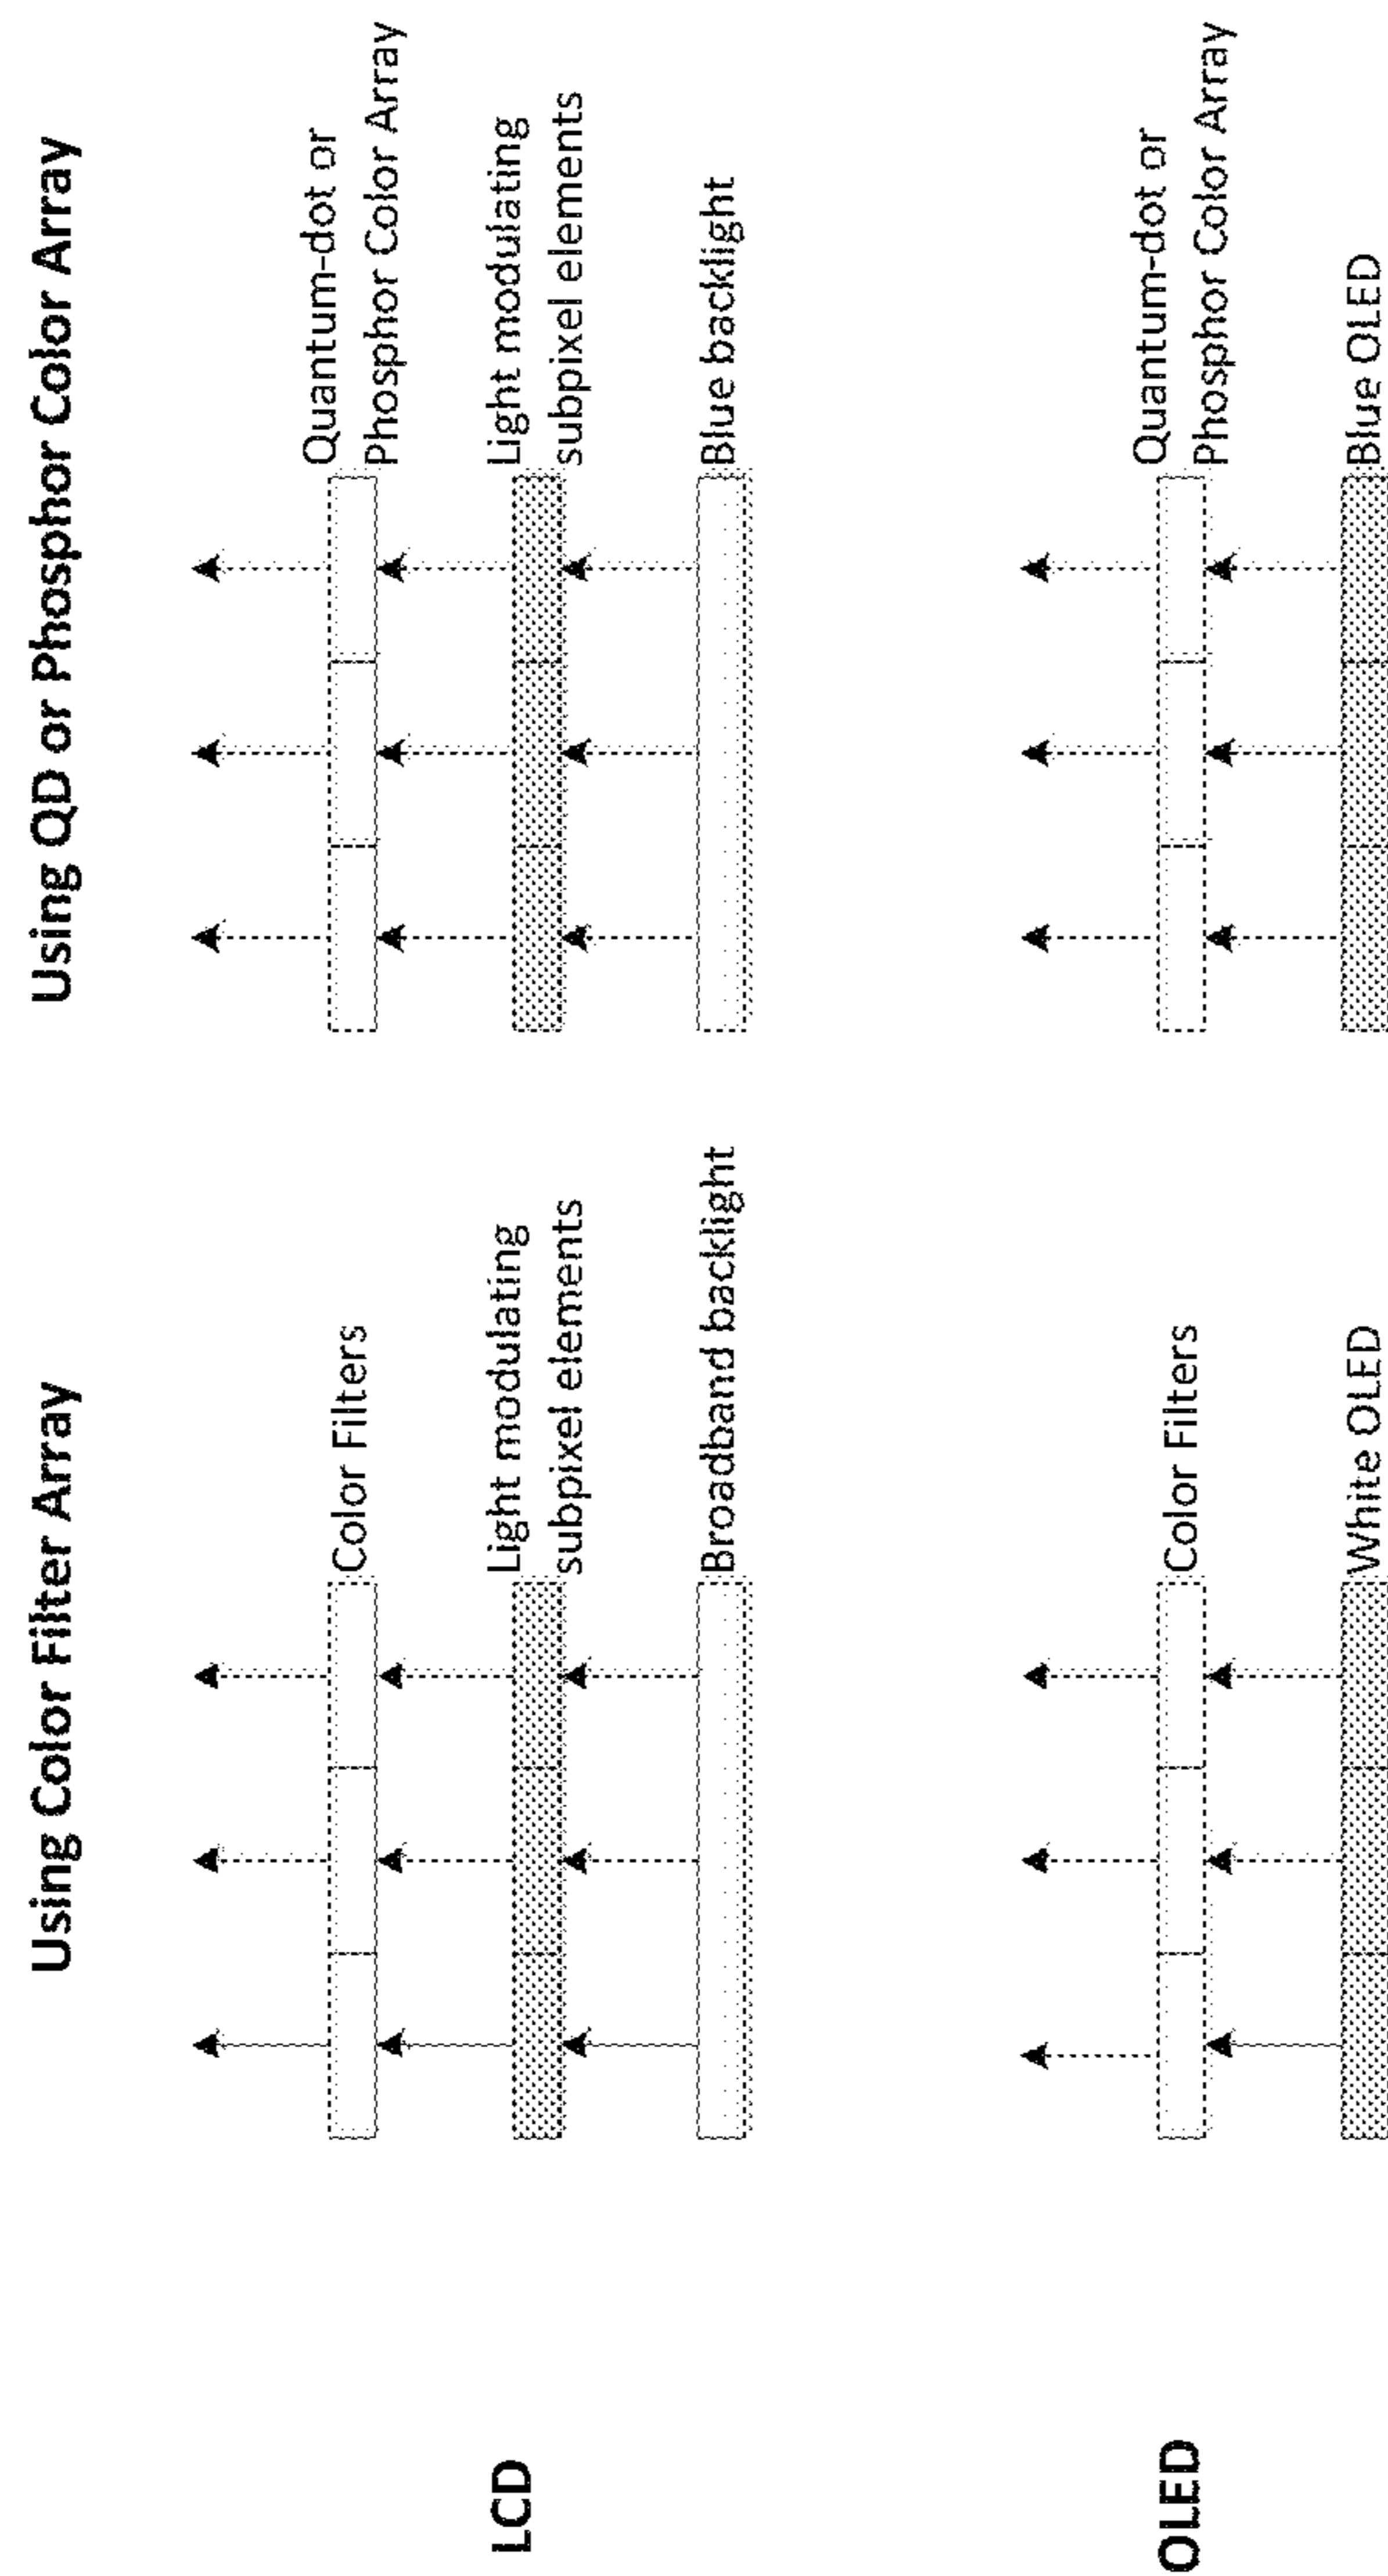 Using Color Filter Array
Using QD or Phosphor Color Array
LCD
Color Filters
Light modulating
subpixel elements
Broadband backlight
Quantum-dot or
Phosphor Color Array
Light modulating
subpixel elements
Blue backlight
OLED
Color Filters
White OLED
Quantum-dot or
Phosphor Color Array
Blue OLED